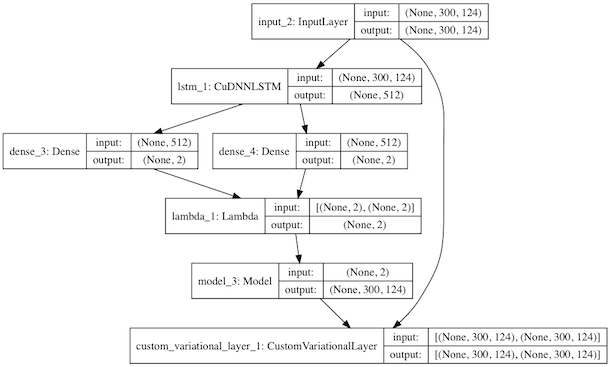 input_2: InputLayer
input: (None, 300, 124)
output: (None, 300, 124)
lstm_1: CuDNNLSTM
input: (None, 300, 124)
output: (None, 512)
dense_3: Dense
input: (None, 512)
output: (None, 2)
dense_4: Dense
input: (None, 512)
output: (None, 2)
lambda_1: Lambda
input: [(None, 2), (None, 2)]
output: (None, 2)
model_3: Model
input: (None, 2)
output: (None, 300, 124)
custom_variational_layer_1: CustomVariationalLayer
input: [(None, 300, 124), (None, 300, 124)]
output: [(None, 300, 124), (None, 300, 124)]